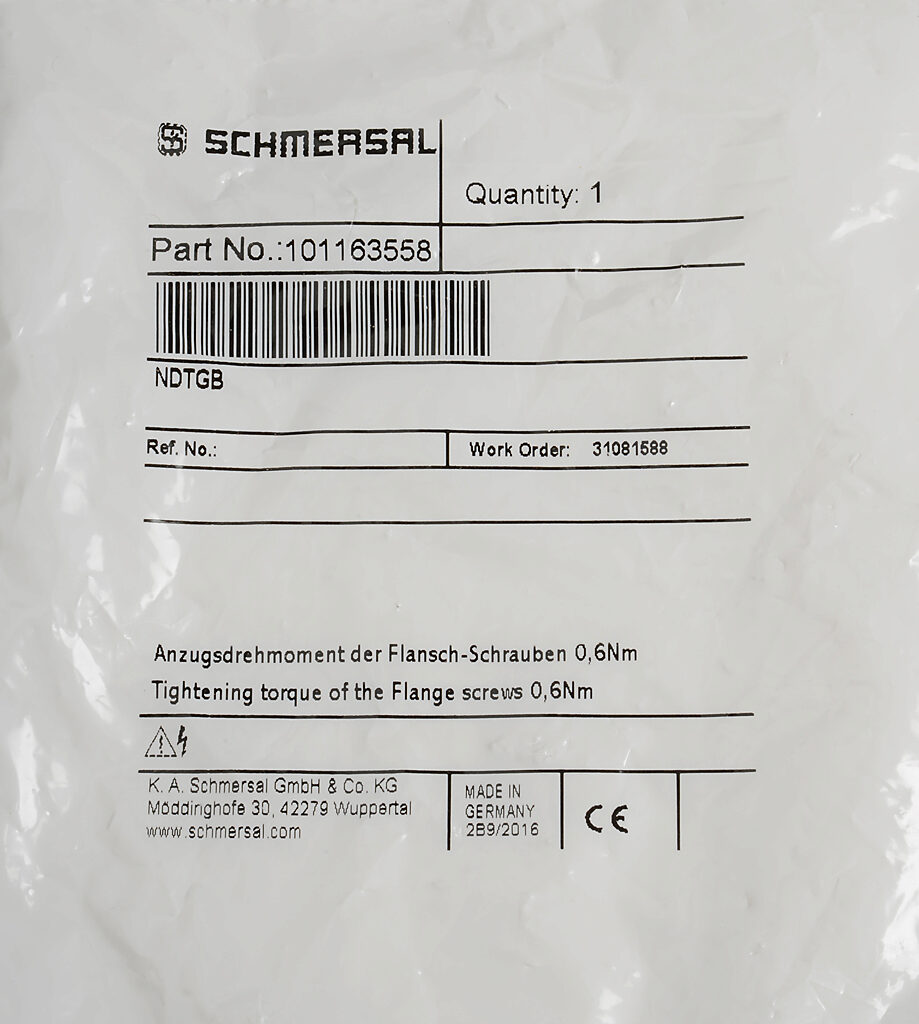 SCHMERSAL
Quantity: 1
Part No.:101163558
NDTGB
Ref. No.:
Work Order: 31081588
Anzugsdrehmoment der Flansch-Schrauben 0,6Nm
Tightening torque of the Flange screws 0,6Nm
K. A. Schmersal GmbH & Co. KG
Möddinghofe 30, 42279 Wuppertal
www.schmersal.com
MADE IN
GERMANY
2B9/2016
CE